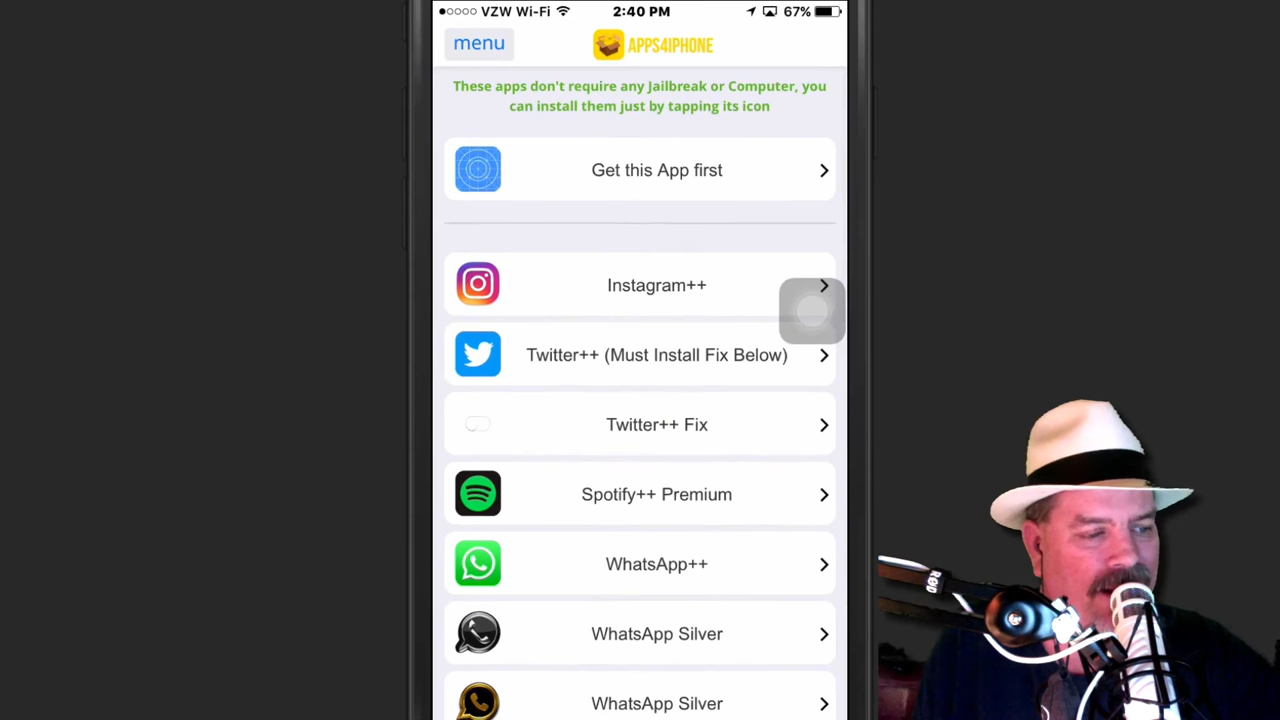 VZW Wi-Fi 2:40 PM 67%
menu APPS4IPHONE
These apps don't require any Jailbreak or Computer, you
can install them just by tapping its icon
Get this App first
Instagram++
Twitter++ (Must Install Fix Below)
Twitter++ Fix
Spotify++ Premium
WhatsApp++
WhatsApp Silver
WhatsApp Silver
RØD